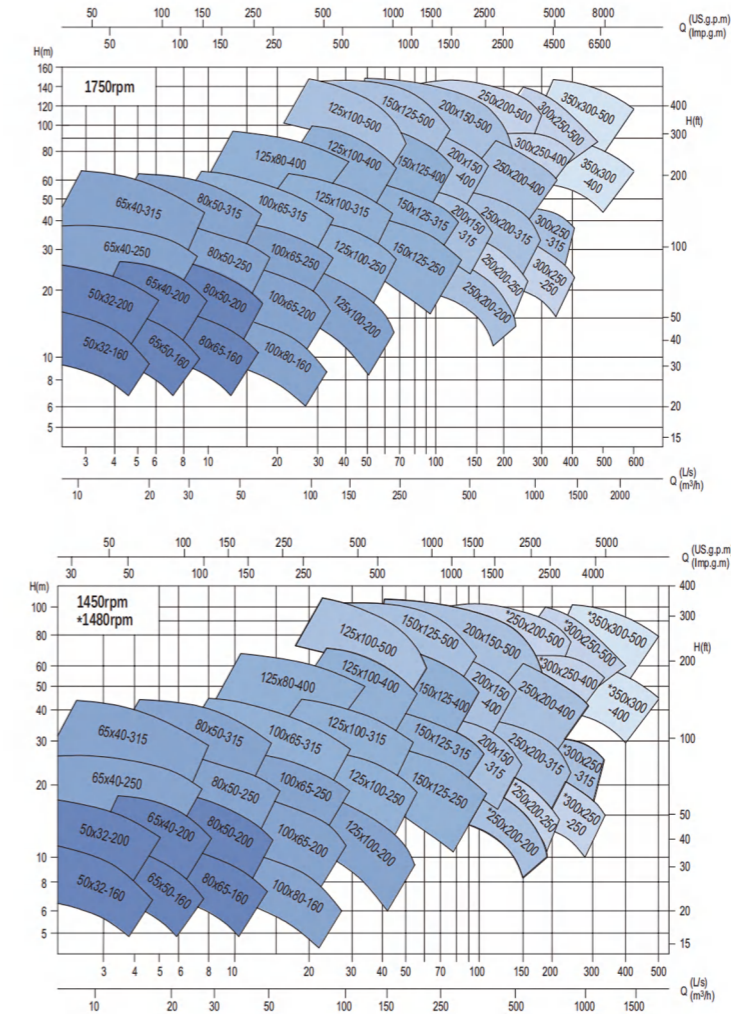 50 100 150 250 500 1000 1500 2500 5000 8000 Q (US.g.p.m)
50 100 150 250 500 1000 1500 2500 4500 6500 (Imp.g.m)
H(m)
160
140
120
100
80
60
50
40
30
20
10
8
6
5
1750rpm
125x100-500
150x125-500
200x150-500
250x200-500
300x250-500
350x300-500
125x80-400
125x100-400
150x125-400
200x150
-400
250x200-400
300x250-400
350x300
-400
65x40-315
80x50-315
100x65-315
125x100-315
150x125-315
200x150
-315
250x200-315
300x250
-315
65x40-250
80x50-250
100x65-250
125x100-250
150x125-250
250x200-250
300x250
-250
50x32-200
65x40-200
80x50-200
100x65-200
125x100-200
250x200-200
50x32-160
65x50-160
80x65-160
100x80-160
400
300
H(ft)
200
100
50
40
30
20
15
3 4 5 6 8 10 20 30 40 50 70 100 150 200 300 400 500 600 (L/s)
Q
10 20 30 50 100 150 250 500 1000 1500 2000 (m³/h)
50 100 150 250 500 1000 1500 2500 5000 Q (US.g.p.m
30 50 100 150 250 500 1000 1500 2500 4000 (Imp.g.m)
H(m)
100
80
60
50
40
30
20
10
8
6
5
1450rpm
*1480rpm
125x100-500
150x125-500
200x150-500
*250x200-500
*300x250-500
*350x300-500
125x80-400
125x100-400
150x125-400
200x150
-400
250x200-400
*300x250-400
*350x300
-400
65x40-315
80x50-315
100x65-315
125x100-315
150x125-315
200x150
-315
250x200-315
*300x250
-315
65x40-250
80x50-250
100x65-250
125x100-250
150x125-250
*250x200-250
*300x250
-250
50x32-200
65x40-200
80x50-200
100x65-200
125x100-200
*250x200-200
50x32-160
65x50-160
80x65-160
100x80-160
400
300
H(ft)
200
100
50
40
30
20
15
3 4 5 6 8 10 20 30 40 50 70 100 150 200 300 400 500 (L/s)
Q
10 20 30 50 100 150 250 500 1000 1500 (m³/h)